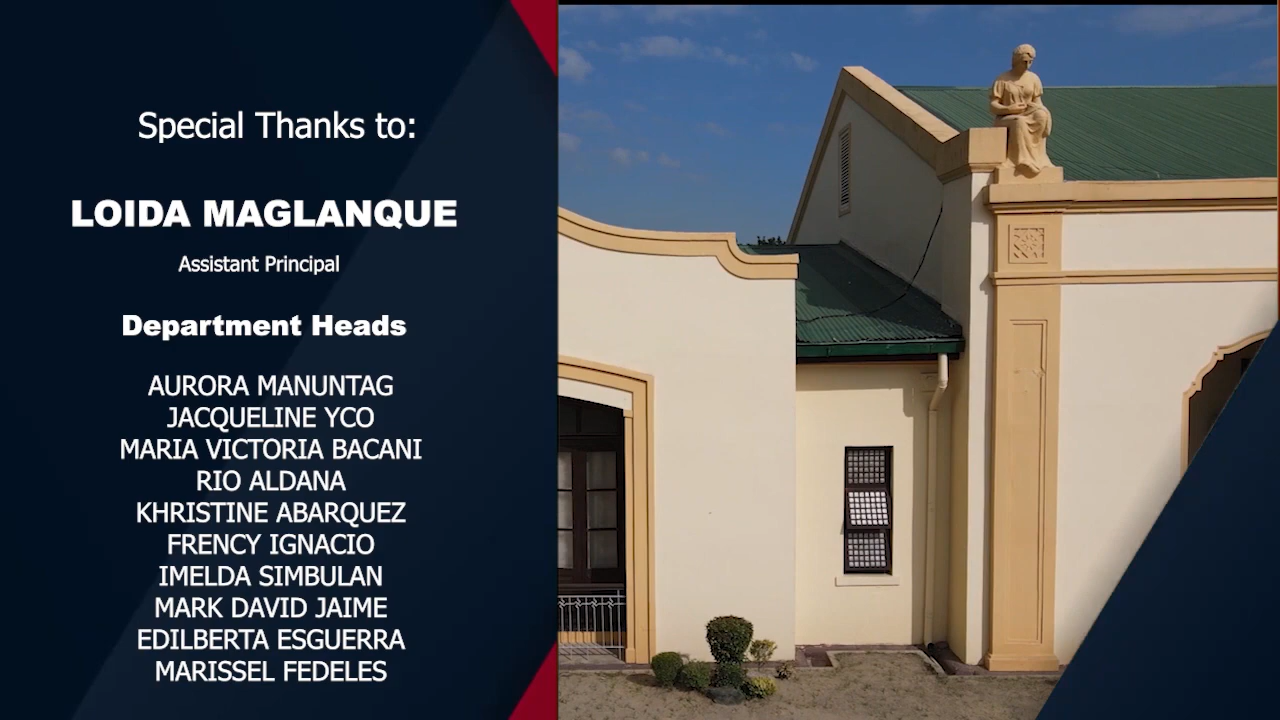 Special Thanks to:
LOIDA MAGLANQUE
Assistant Principal
Department Heads
AURORA MANUNTAG
JACQUELINE YCO
MARIA VICTORIA BACANI
RIO ALDANA
KHRISTINE ABARQUEZ
FRENCY IGNACIO
IMELDA SIMBULAN
MARK DAVID JAIME
EDILBERTA ESGUERRA
MARISSEL FEDELES